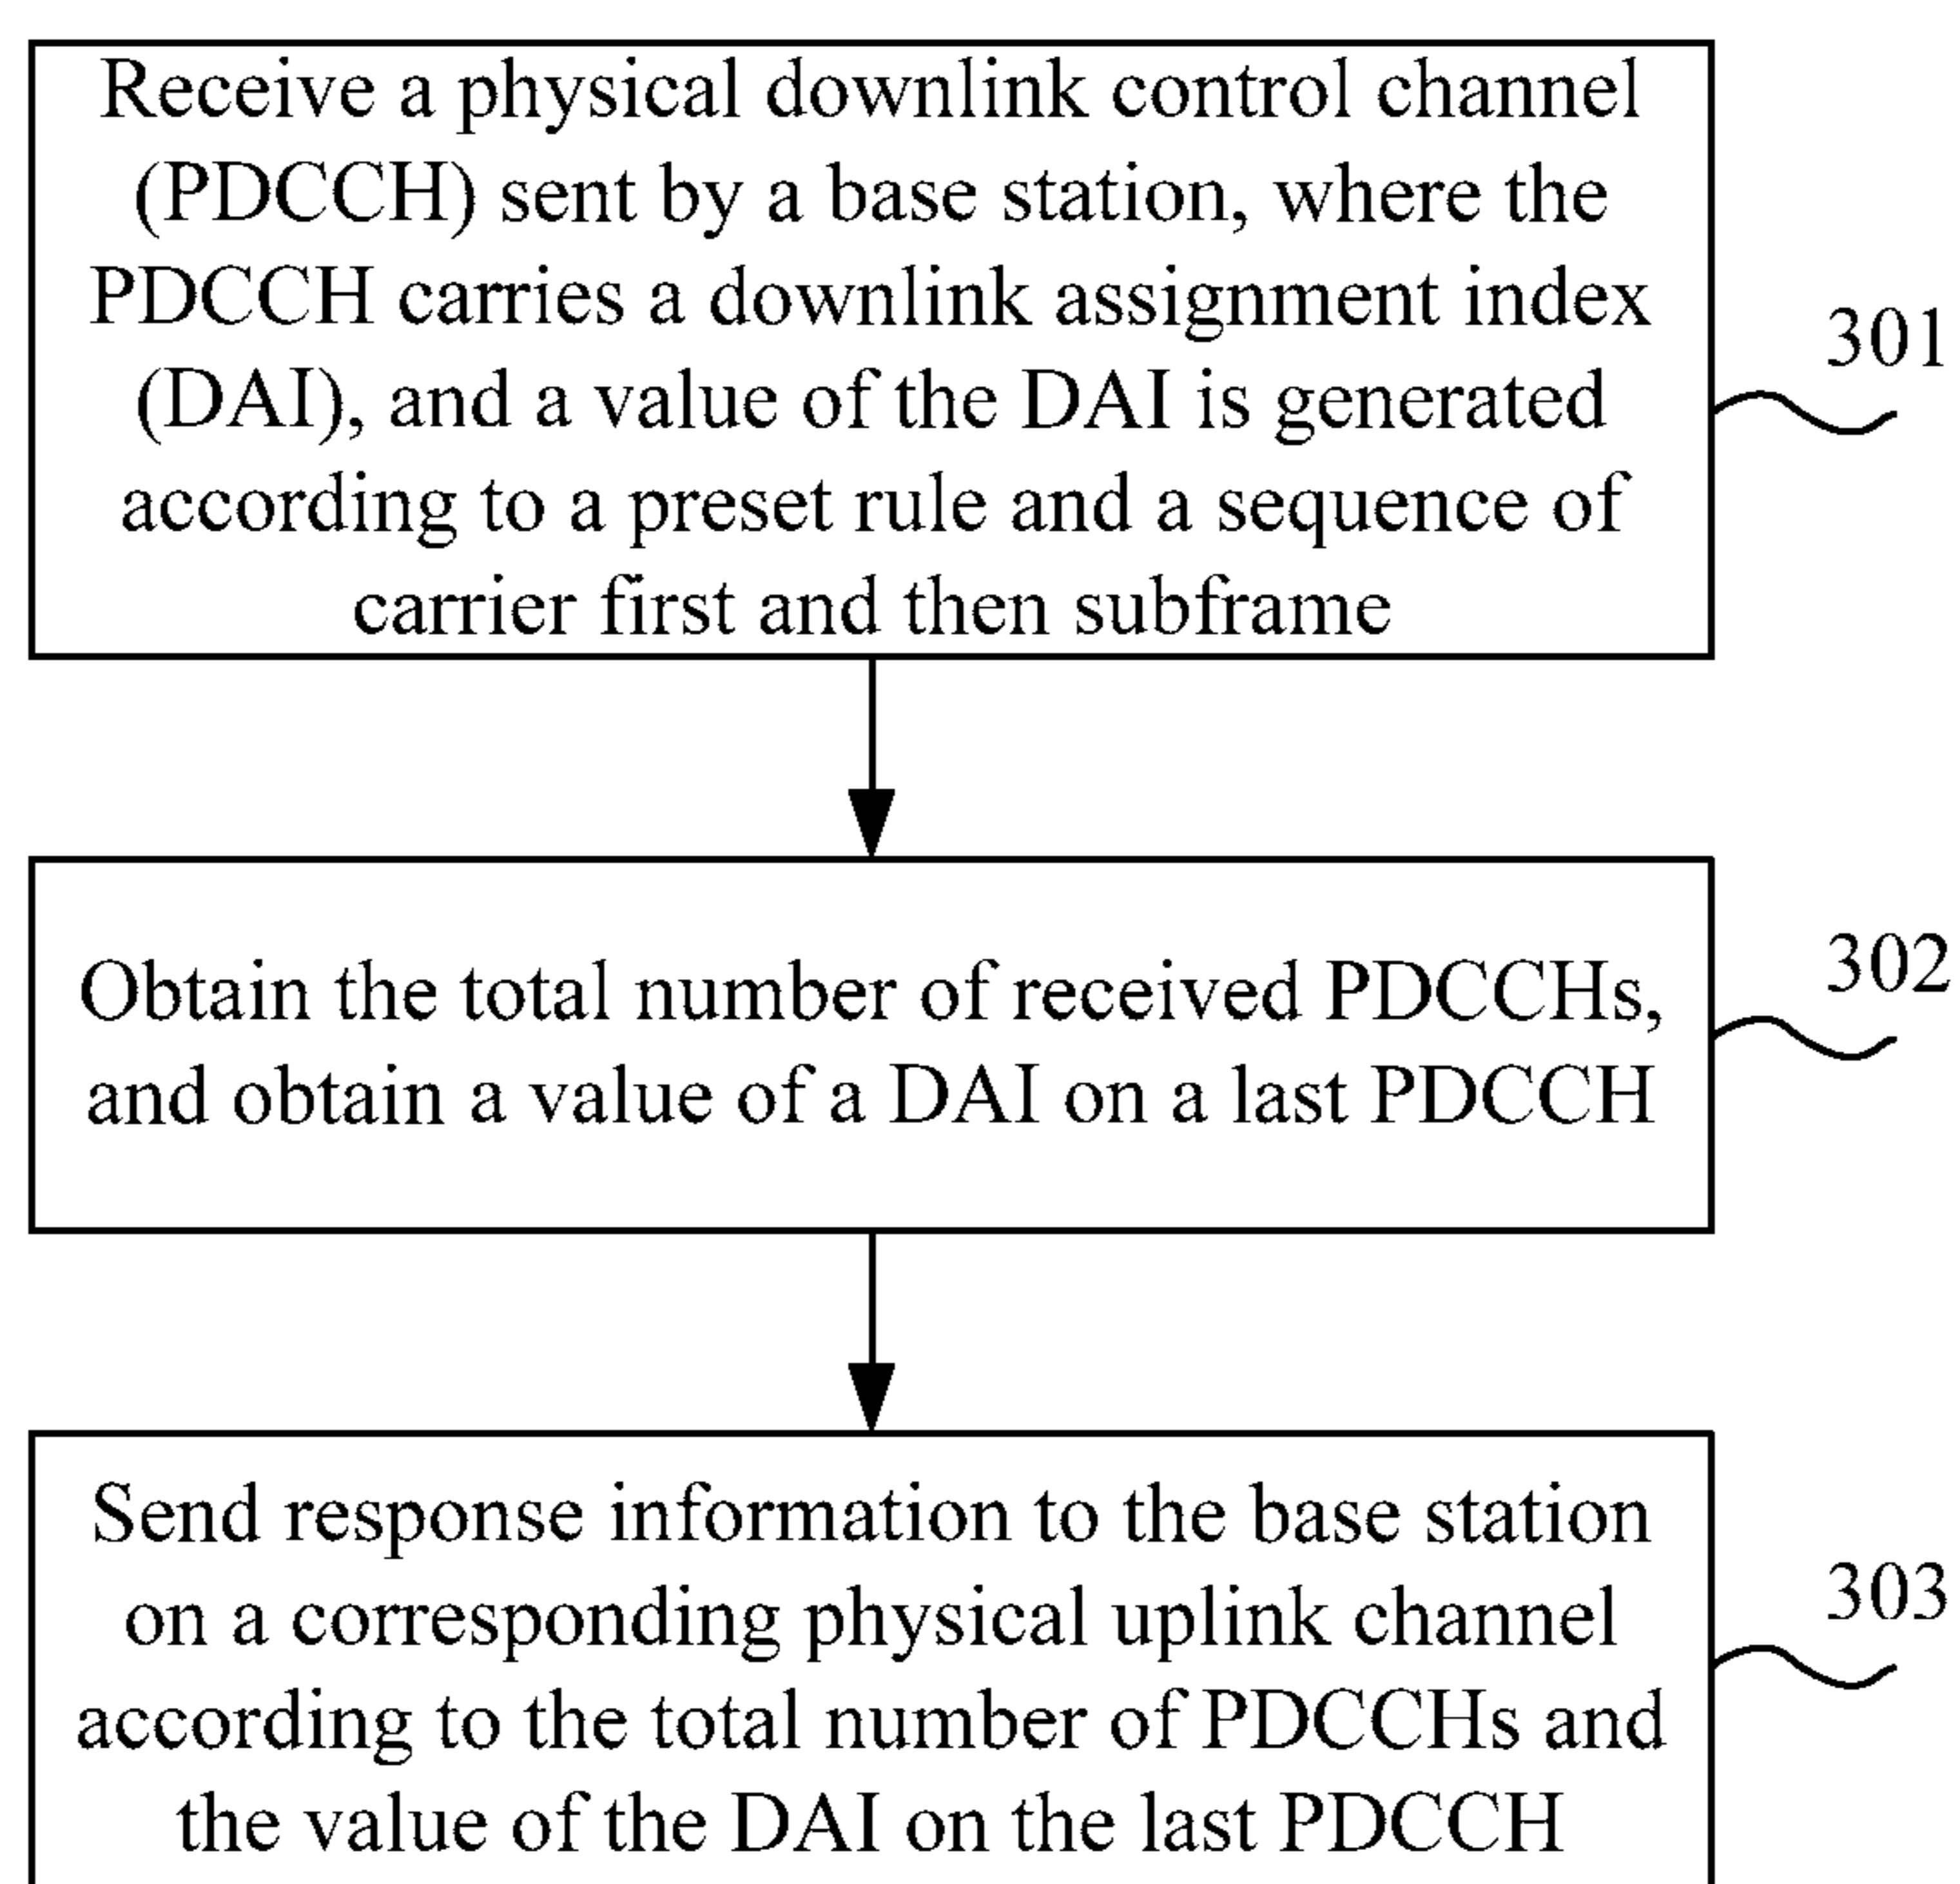 Receive a physical downlink control channel
(PDCCH) sent by a base station, where the
PDCCH carries a downlink assignment index
(DAI), and a value of the DAI is generated
according to a preset rule and a sequence of
carrier first and then subframe
301
Obtain the total number of received PDCCHs,
and obtain a value of a DAI on a last PDCCH
302
Send response information to the base station
on a corresponding physical uplink channel
according to the total number of PDCCHs and
the value of the DAI on the last PDCCH
303